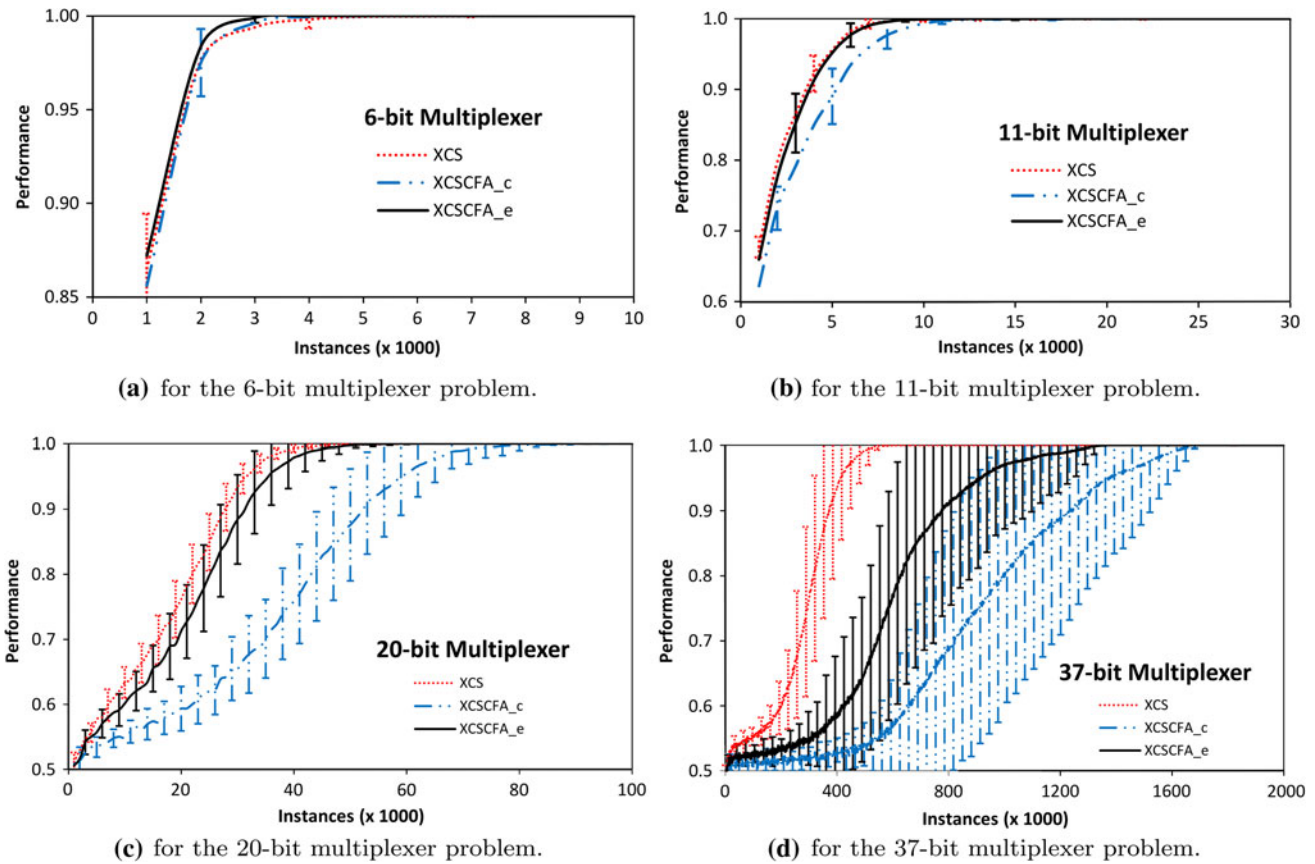 1.00
0.95
0.90
0.85
Performance
6-bit Multiplexer
XCS
XCSCFA_c
XCSCFA_e
0 1 2 3 4 5 6 7 8 9 10
Instances (x 1000)
(a) for the 6-bit multiplexer problem.
1.0
0.9
0.8
0.7
0.6
Performance
11-bit Multiplexer
XCS
XCSCFA_c
XCSCFA_e
0 5 10 15 20 25 30
Instances (x 1000)
(b) for the 11-bit multiplexer problem.
1.0
0.9
0.8
0.7
0.6
0.5
Performance
20-bit Multiplexer
XCS
XCSCFA_c
XCSCFA_e
0 20 40 60 80 100
Instances (x 1000)
(c) for the 20-bit multiplexer problem.
1.0
0.9
0.8
0.7
0.6
0.5
Performance
37-bit Multiplexer
XCS
XCSCFA_c
XCSCFA_e
0 400 800 1200 1600 2000
Instances (x 1000)
(d) for the 37-bit multiplexer problem.